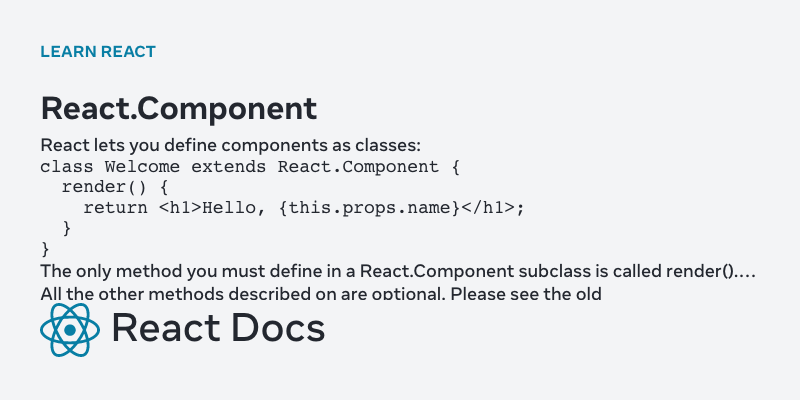 LEARN REACT
React.Component
React lets you define components as classes:
class Welcome extends React.Component {
  render() {
    return <h1>Hello, {this.props.name}</h1>;
  }
}
The only method you must define in a React.Component subclass is called render()....
All the other methods described on are optional. Please see the old
React Docs